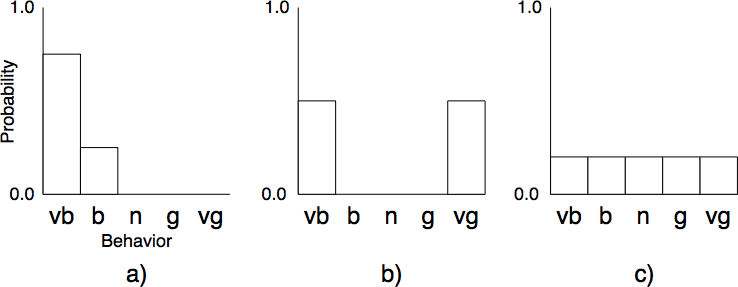 1.0 1.0 1.0
Probability
0.0 0.0 0.0
vb b n g vg vb b n g vg vb b n g vg
Behavior
a) b) c)